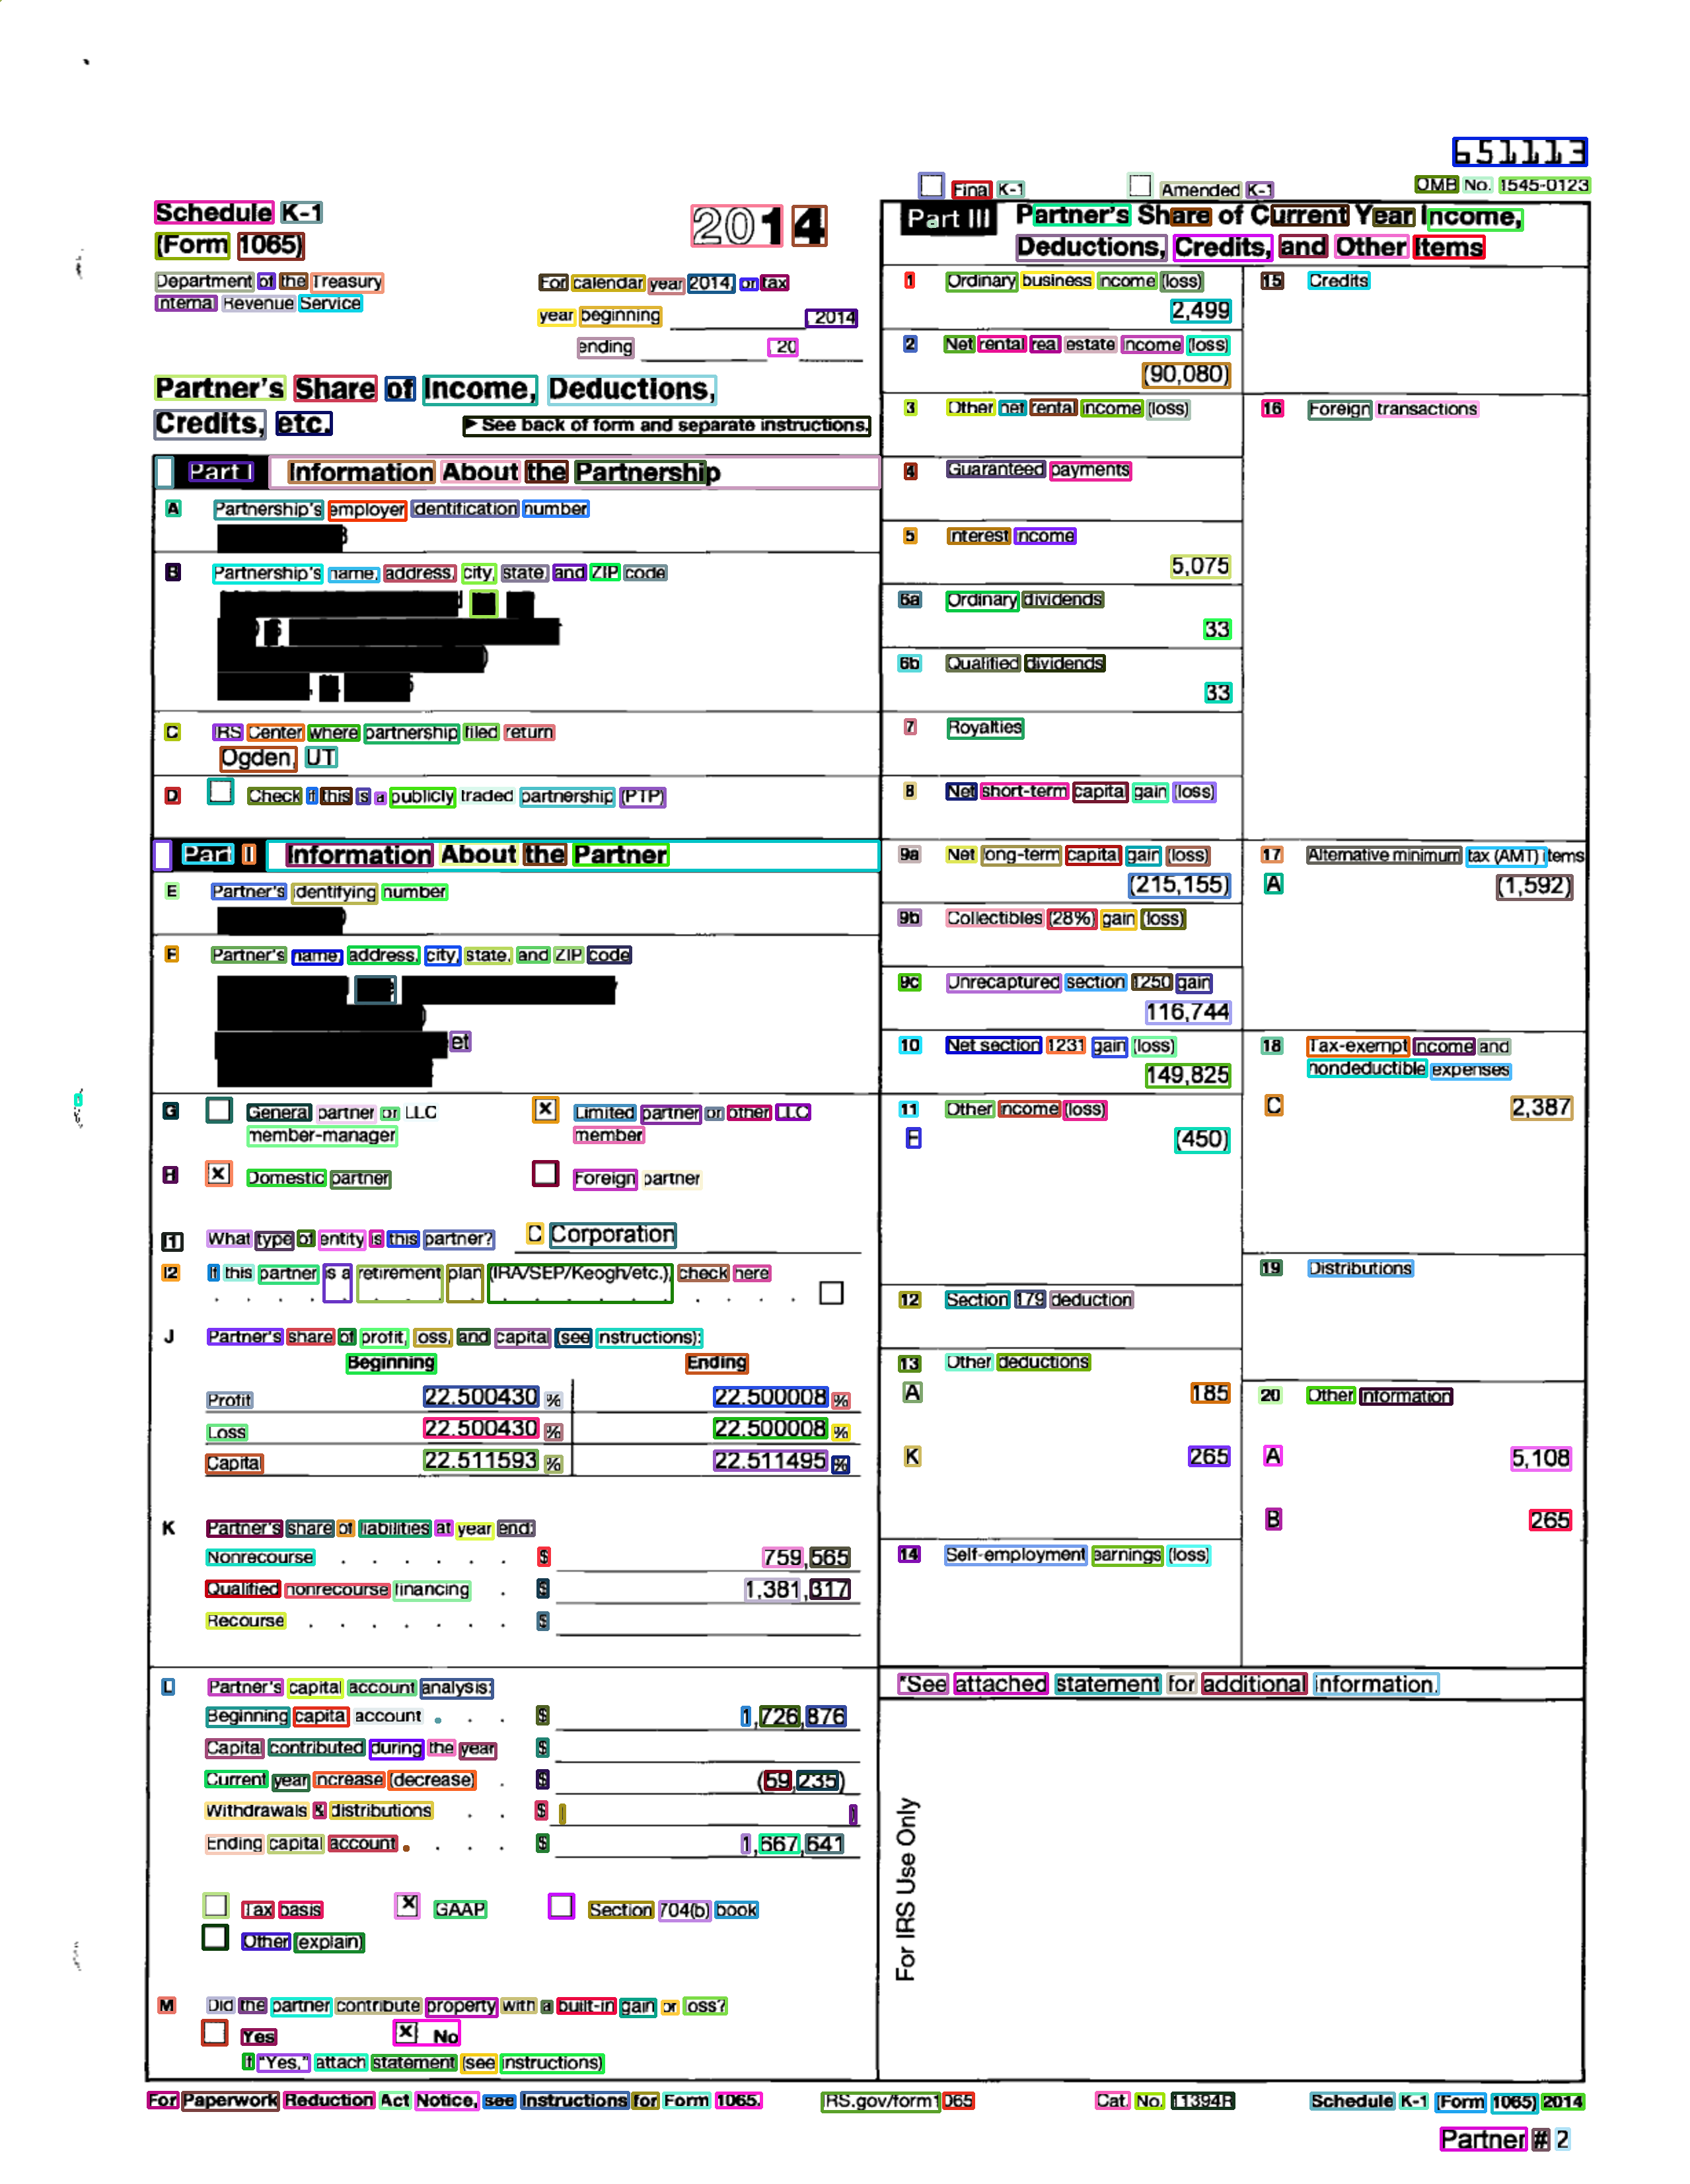 651113
Final K-1
Amended K-1
OMB No. 1545-0123
Schedule K-1
(Form 1065)
2014
Department of the Treasury
Internal Revenue Service
For calendar year 2014, or tax
year beginning , 2014
ending 20
Partner's Share of Income, Deductions,
Credits, etc.
► See back of form and separate instructions.
Part I Information About the Partnership
A Partnership's employer identification number
B Partnership's name, address, city, state, and ZIP code
C IRS Center where partnership filed return
Ogden, UT
D Check if this is a publicly traded partnership (PTP)
Part II Information About the Partner
E Partner's identifying number
F Partner's name, address, city, state, and ZIP code
et
G General partner or LLC
member-manager
X Limited partner or other LLC
member
H X Domestic partner
Foreign partner
I1 What type of entity is this partner? C Corporation
I2 If this partner is a retirement plan (IRA/SEP/Keogh/etc.), check here
. . . . . . . . . . . . . . . . . . .
J Partner's share of profit, loss, and capital (see instructions):
Beginning Ending
Profit 22.500430 % 22.500008 %
Loss 22.500430 % 22.500008 %
Capital 22.511593 % 22.511495 %
K Partner's share of liabilities at year end:
Nonrecourse . . . . . . $ 759,565
Qualified nonrecourse financing . $ 1,381,317
Recourse . . . . . . . $
L Partner's capital account analysis:
Beginning capital account . . . $ 1,726,876
Capital contributed during the year $
Current year increase (decrease) . $ (59,235)
Withdrawals & distributions . . $ ( )
Ending capital account . . . . $ 1,667,641
Tax basis
X GAAP
Section 704(b) book
Other (explain)
M Did the partner contribute property with a built-in gain or loss?
Yes
X No
If "Yes," attach statement (see instructions)
Part III Partner's Share of Current Year Income,
Deductions, Credits, and Other Items
1 Ordinary business income (loss)
2,499
2 Net rental real estate income (loss)
(90,080)
3 Other net rental income (loss)
4 Guaranteed payments
5 Interest income
5,075
6a Ordinary dividends
33
6b Qualified dividends
33
7 Royalties
8 Net short-term capital gain (loss)
9a Net long-term capital gain (loss)
(215,155)
9b Collectibles (28%) gain (loss)
9c Unrecaptured section 1250 gain
116,744
10 Net section 1231 gain (loss)
149,825
11 Other income (loss)
F (450)
12 Section 179 deduction
13 Other deductions
A 185
K 265
14 Self-employment earnings (loss)
15 Credits
16 Foreign transactions
17 Alternative minimum tax (AMT) items
A (1,592)
18 Tax-exempt income and
nondeductible expenses
C 2,387
19 Distributions
20 Other information
A 5,108
B 265
*See attached statement for additional information.
For IRS Use Only
For Paperwork Reduction Act Notice, see Instructions for Form 1065.
IRS.gov/form1065
Cat. No. 11394R
Schedule K-1 (Form 1065) 2014
Partner # 2